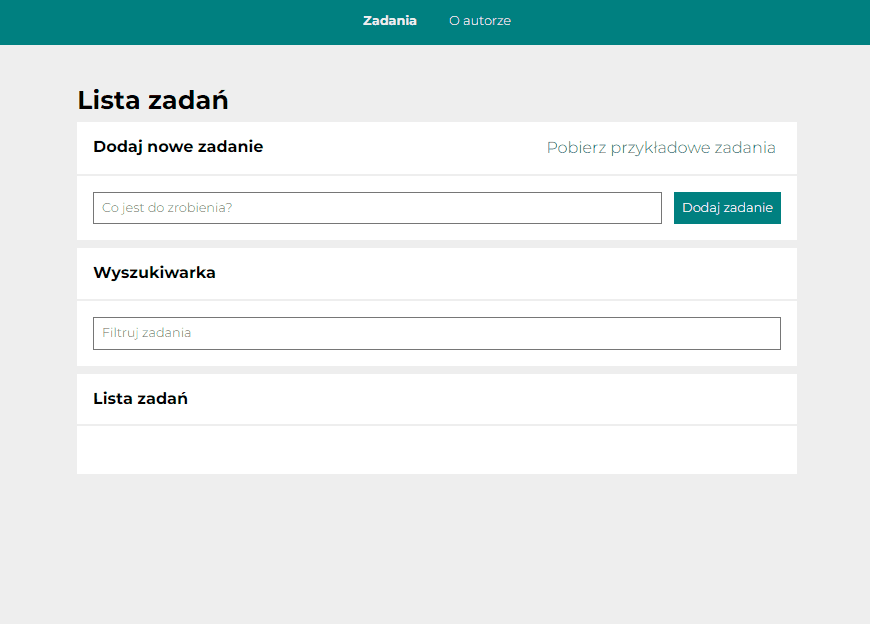 Zadania O autorze
Lista zadań
Dodaj nowe zadanie Pobierz przykładowe zadania
Co jest do zrobienia? Dodaj zadanie
Wyszukiwarka
Filtruj zadania
Lista zadań